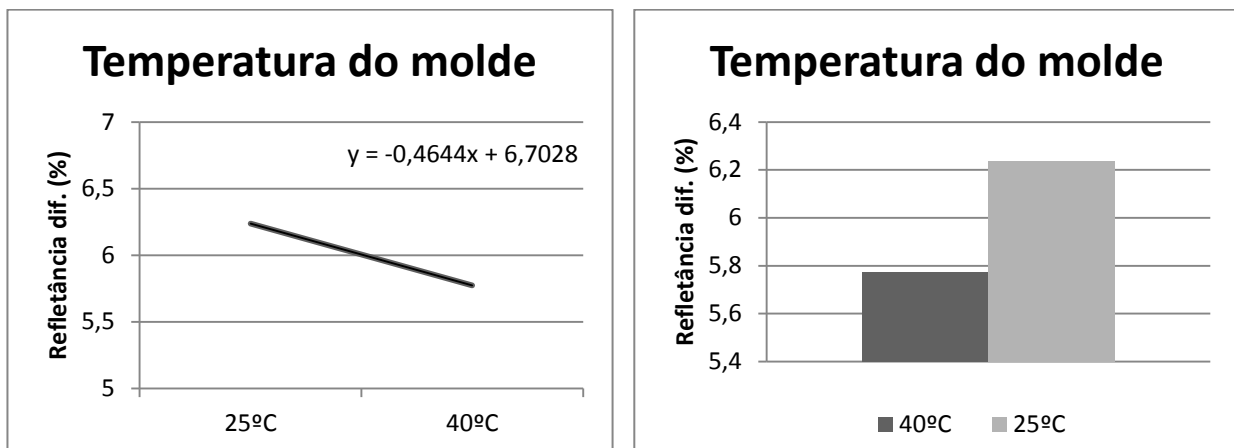 Temperatura do molde
Refletância dif. (%)
7
6,5
6
5,5
5
y = -0,4644x + 6,7028
25ºC 40ºC
Temperatura do molde
Refletância dif. (%)
6,4
6,2
6
5,8
5,6
5,4
40ºC 25ºC